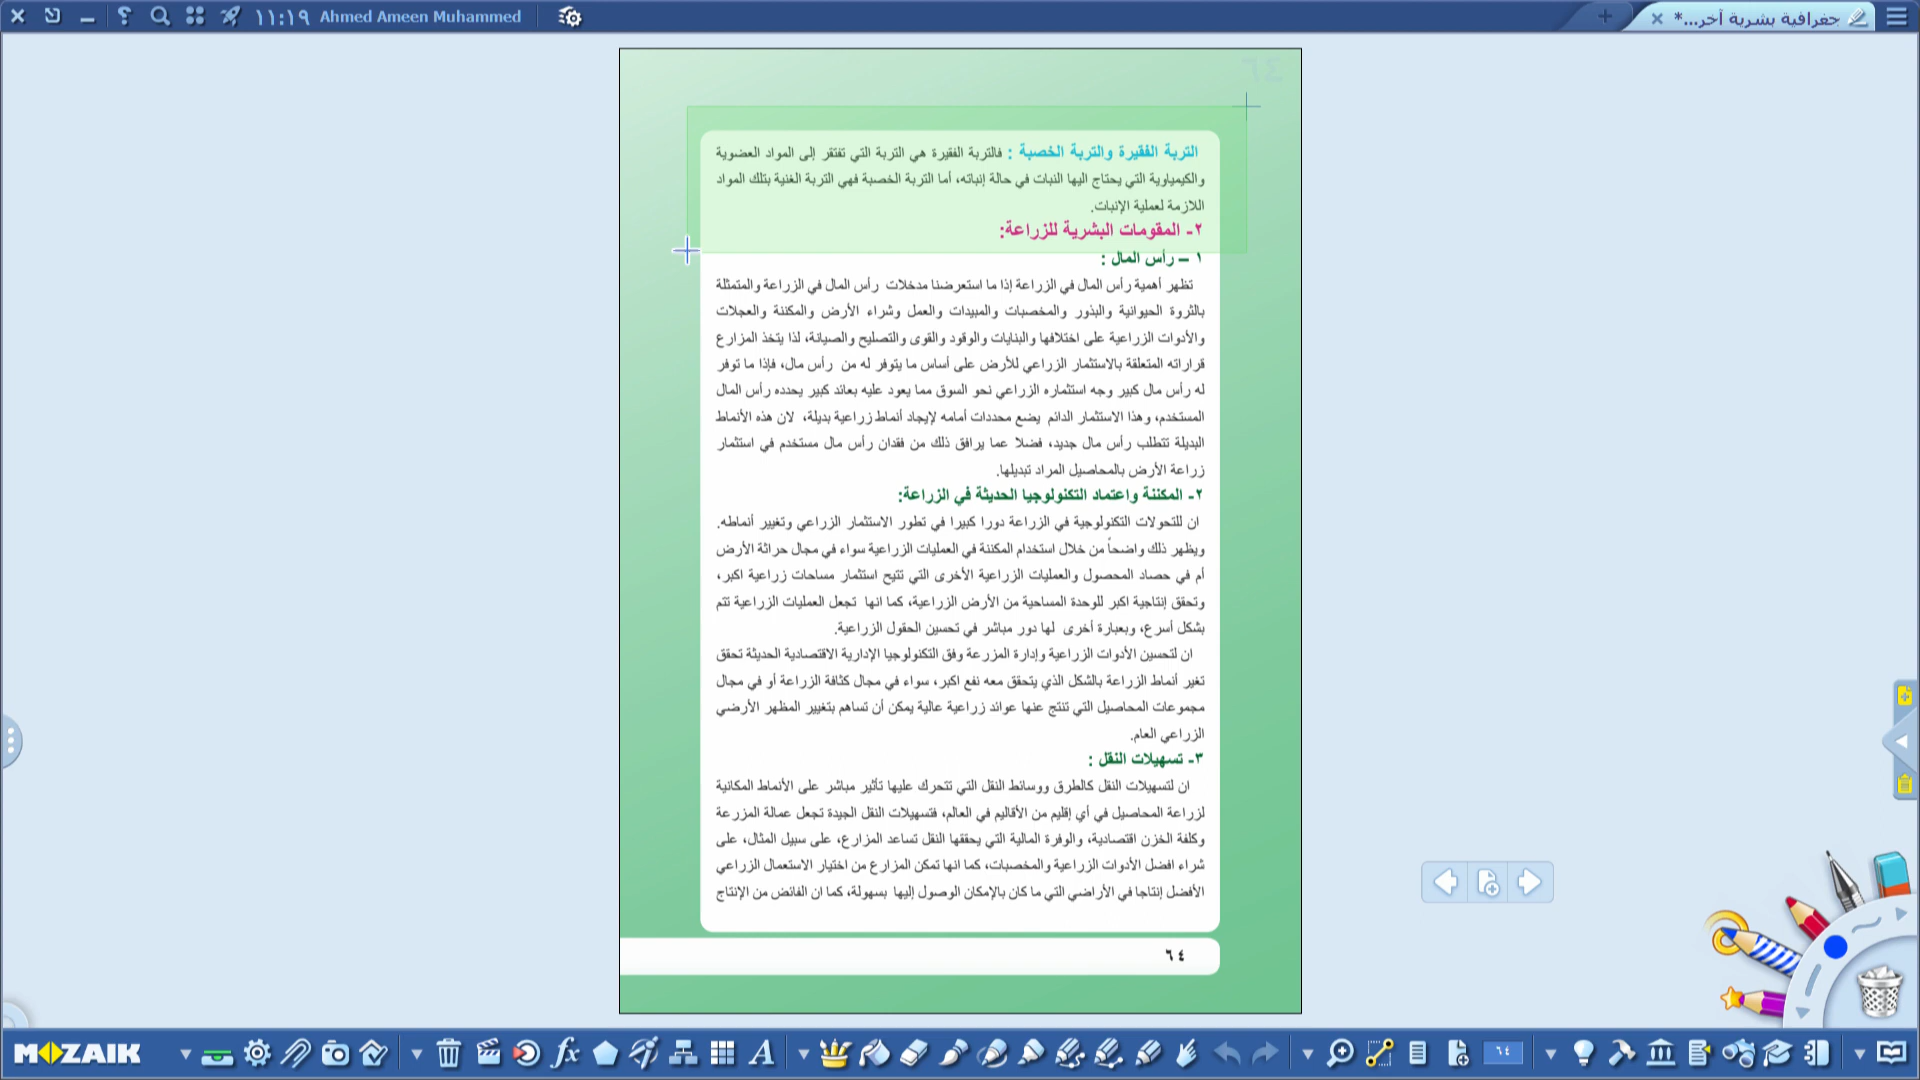 ١١:١٩ Ahmed Ameen Muhammed
جغرافية بشرية آخر...*
٦٤
التربة الفقيرة والتربة الخصبة : فالتربة الفقيرة هي التربة التي تفتقر إلى المواد العضوية
والكيمياوية التي يحتاج اليها النبات في حالة إنباته، أما التربة الخصبة فهي التربة الغنية بتلك المواد
اللازمة لعملية الإنبات.
٢- المقومات البشرية للزراعة:
١ – رأس المال :
تظهر أهمية رأس المال في الزراعة إذا ما استعرضنا مدخلات رأس المال في الزراعة والمتمثلة
بالثروة الحيوانية والبذور والمخصبات والمبيدات والعمل وشراء الأرض والمكننة والعجلات
والأدوات الزراعية على اختلافها والبنايات والوقود والقوى والتصليح والصيانة، لذا يتخذ المزارع
قراراته المتعلقة بالاستثمار الزراعي للأرض على أساس ما يتوفر له من رأس مال، فإذا ما توفر
له رأس مال كبير وجه استثماره الزراعي نحو السوق مما يعود عليه بعائد كبير يحدده رأس المال
المستخدم، وهذا الاستثمار الدائم يضع محددات أمامه لإيجاد أنماط زراعية بديلة، لان هذه الأنماط
البديلة تتطلب رأس مال جديد، فضلا عما يرافق ذلك من فقدان رأس مال مستخدم في استثمار
زراعة الأرض بالمحاصيل المراد تبديلها.
٢- المكننة واعتماد التكنولوجيا الحديثة في الزراعة:
ان للتحولات التكنولوجية في الزراعة دورا كبيرا في تطور الاستثمار الزراعي وتغيير أنماطه.
ويظهر ذلك واضحاً من خلال استخدام المكننة في العمليات الزراعية سواء في مجال حراثة الأرض
أم في حصاد المحصول والعمليات الزراعية الأخرى التي تتيح استثمار مساحات زراعية اكبر،
وتحقق إنتاجية اكبر للوحدة المساحية من الأرض الزراعية، كما انها تجعل العمليات الزراعية تتم
بشكل أسرع، وبعبارة أخرى لها دور مباشر في تحسين الحقول الزراعية.
ان لتحسين الأدوات الزراعية وإدارة المزرعة وفق التكنولوجيا الإدارية الاقتصادية الحديثة تحقق
تغير أنماط الزراعة بالشكل الذي يتحقق معه نفع اكبر، سواء في مجال كثافة الزراعة أو في مجال
مجموعات المحاصيل التي تنتج عنها عوائد زراعية عالية يمكن أن تساهم بتغيير المظهر الأرضي
الزراعي العام.
٣- تسهيلات النقل :
ان لتسهيلات النقل كالطرق ووسائط النقل التي تتحرك عليها تأثير مباشر على الأنماط المكانية
لزراعة المحاصيل في أي إقليم من الأقاليم في العالم، فتسهيلات النقل الجيدة تجعل عمالة المزرعة
وكلفة الخزن اقتصادية، والوفرة المالية التي يحققها النقل تساعد المزارع، على سبيل المثال، على
شراء افضل الأدوات الزراعية والمخصبات، كما انها تمكن المزارع من اختيار الاستعمال الزراعي
الأفضل إنتاجا في الأراضي التي ما كان بالإمكان الوصول إليها بسهولة، كما ان الفائض من الإنتاج
٦٤
MOZAIK
٦٤